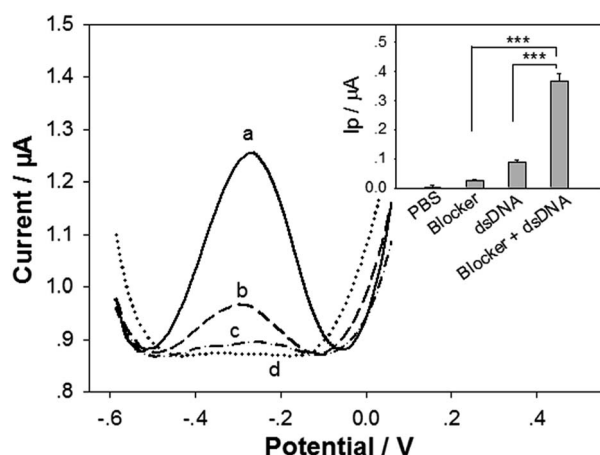 1.5
1.4
1.3
1.2
1.1
1.0
.9
.8
Current / µA
-.6
-.4
-.2
0.0
.2
.4
Potential / V
a
b
c
d
.5
.4
.3
.2
.1
0.0
Ip / µA
***
***
PBS
Blocker
dsDNA
Blocker + dsDNA